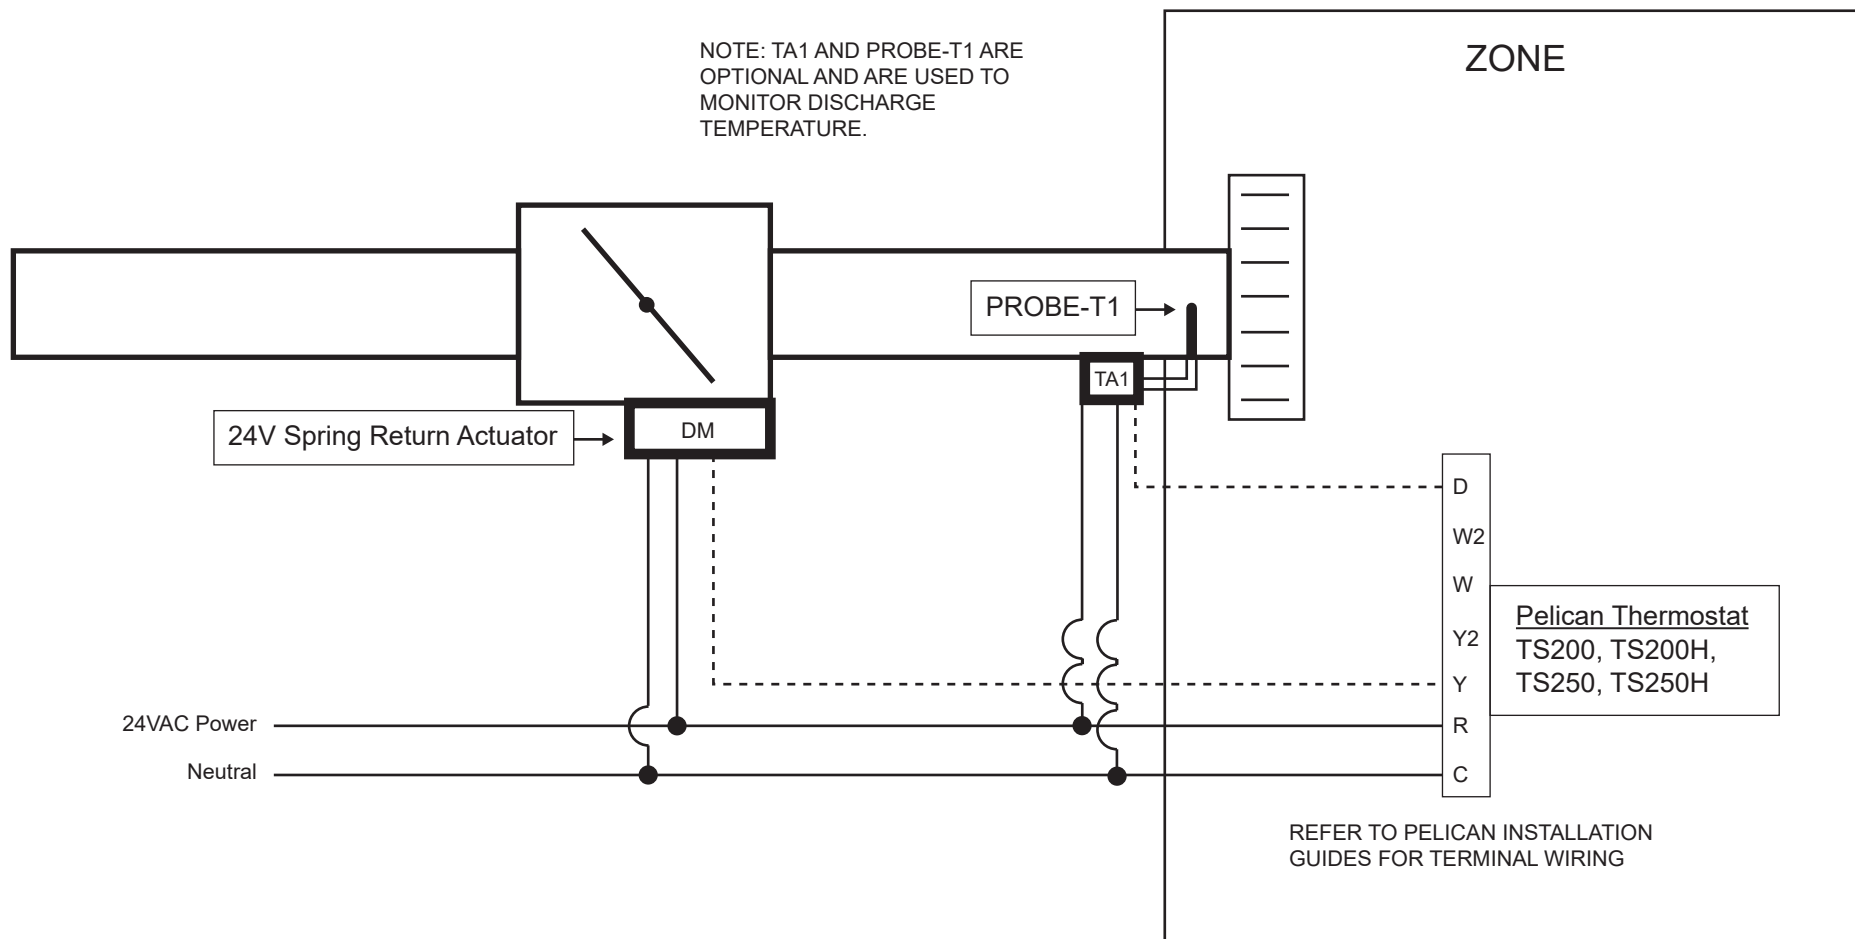 NOTE: TA1 AND PROBE-T1 ARE
OPTIONAL AND ARE USED TO
MONITOR DISCHARGE
TEMPERATURE.
ZONE
PROBE-T1
TA1
24V Spring Return Actuator
DM
D
W2
W
Y2
Y
R
C
Pelican Thermostat
TS200, TS200H,
TS250, TS250H
24VAC Power
Neutral
REFER TO PELICAN INSTALLATION
GUIDES FOR TERMINAL WIRING